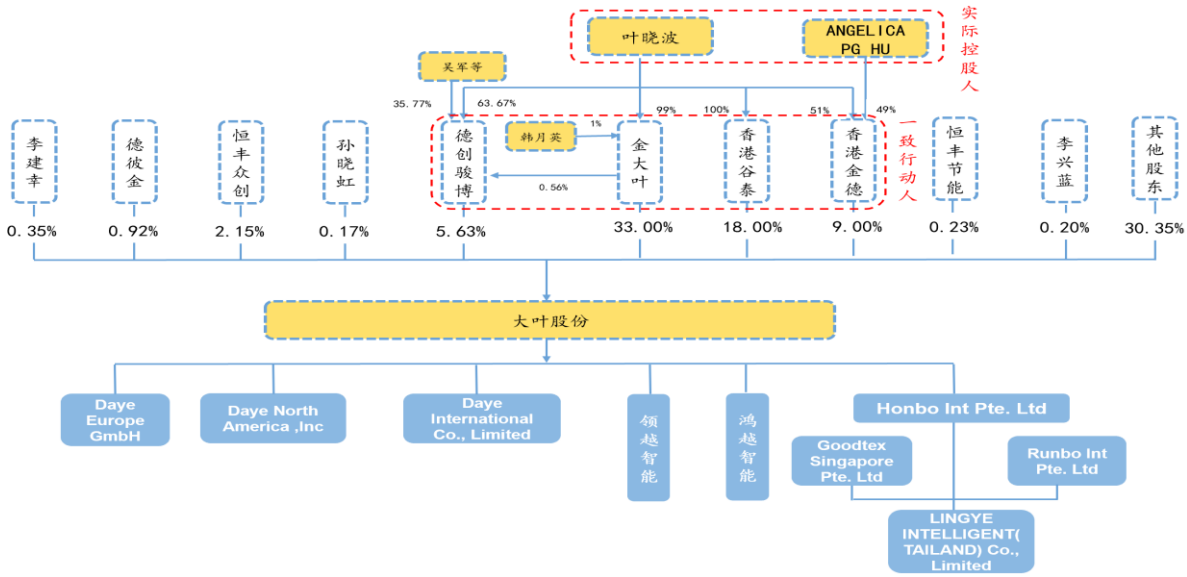 实际控股人
叶晓波
ANGELICA
PG HU
吴军等
35.77%
63.67%
99%
100%
51%
49%
李建幸
德彼金
恒丰众创
孙晓虹
德创骏博
韩月英
1%
0.56%
金大叶
香港谷泰
香港金德
一致行动人
恒丰节能
李兴蓝
其他股东
0.35%
0.92%
2.15%
0.17%
5.63%
33.00%
18.00%
9.00%
0.23%
0.20%
30.35%
大叶股份
Daye
Europe
GmbH
Daye North
America ,Inc
Daye
International
Co., Limited
领越智能
鸿越智能
Honbo Int Pte. Ltd
Goodtex
Singapore
Pte. Ltd
Runbo Int
Pte. Ltd
LINGYE
INTELLIGENT(
TAILAND) Co.,
Limited